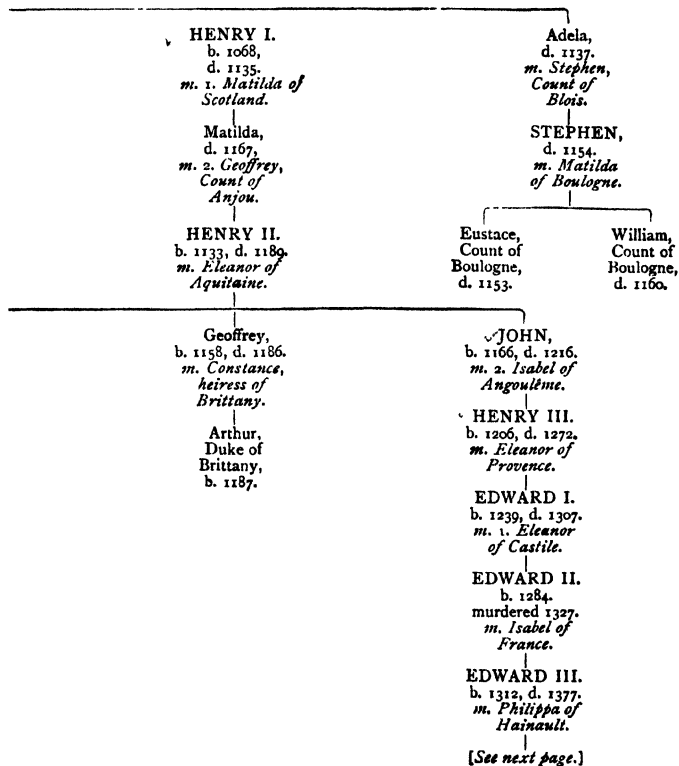 HENRY I.
b. 1068,
d. 1135.
m. 1. Matilda of
Scotland.
Matilda,
d. 1167,
m. 2. Geoffrey,
Count of
Anjou.
HENRY II.
b. 1133, d. 1189.
m. Eleanor of
Aquitaine.
Adela,
d. 1137.
m. Stephen,
Count of
Blois.
STEPHEN,
d. 1154.
m. Matilda
of Boulogne.
Eustace,
Count of
Boulogne,
d. 1153.
William,
Count of
Boulogne,
d. 1160.
Geoffrey,
b. 1158, d. 1186.
m. Constance,
heiress of
Brittany.
Arthur,
Duke of
Brittany,
b. 1187.
JOHN,
b. 1166, d. 1216.
m. 2. Isabel of
Angoulême.
HENRY III.
b. 1206, d. 1272.
m. Eleanor of
Provence.
EDWARD I.
b. 1239, d. 1307.
m. 1. Eleanor
of Castile.
EDWARD II.
b. 1284.
murdered 1327.
m. Isabel of
France.
EDWARD III.
b. 1312, d. 1377.
m. Philippa of
Hainault.
[See next page.]